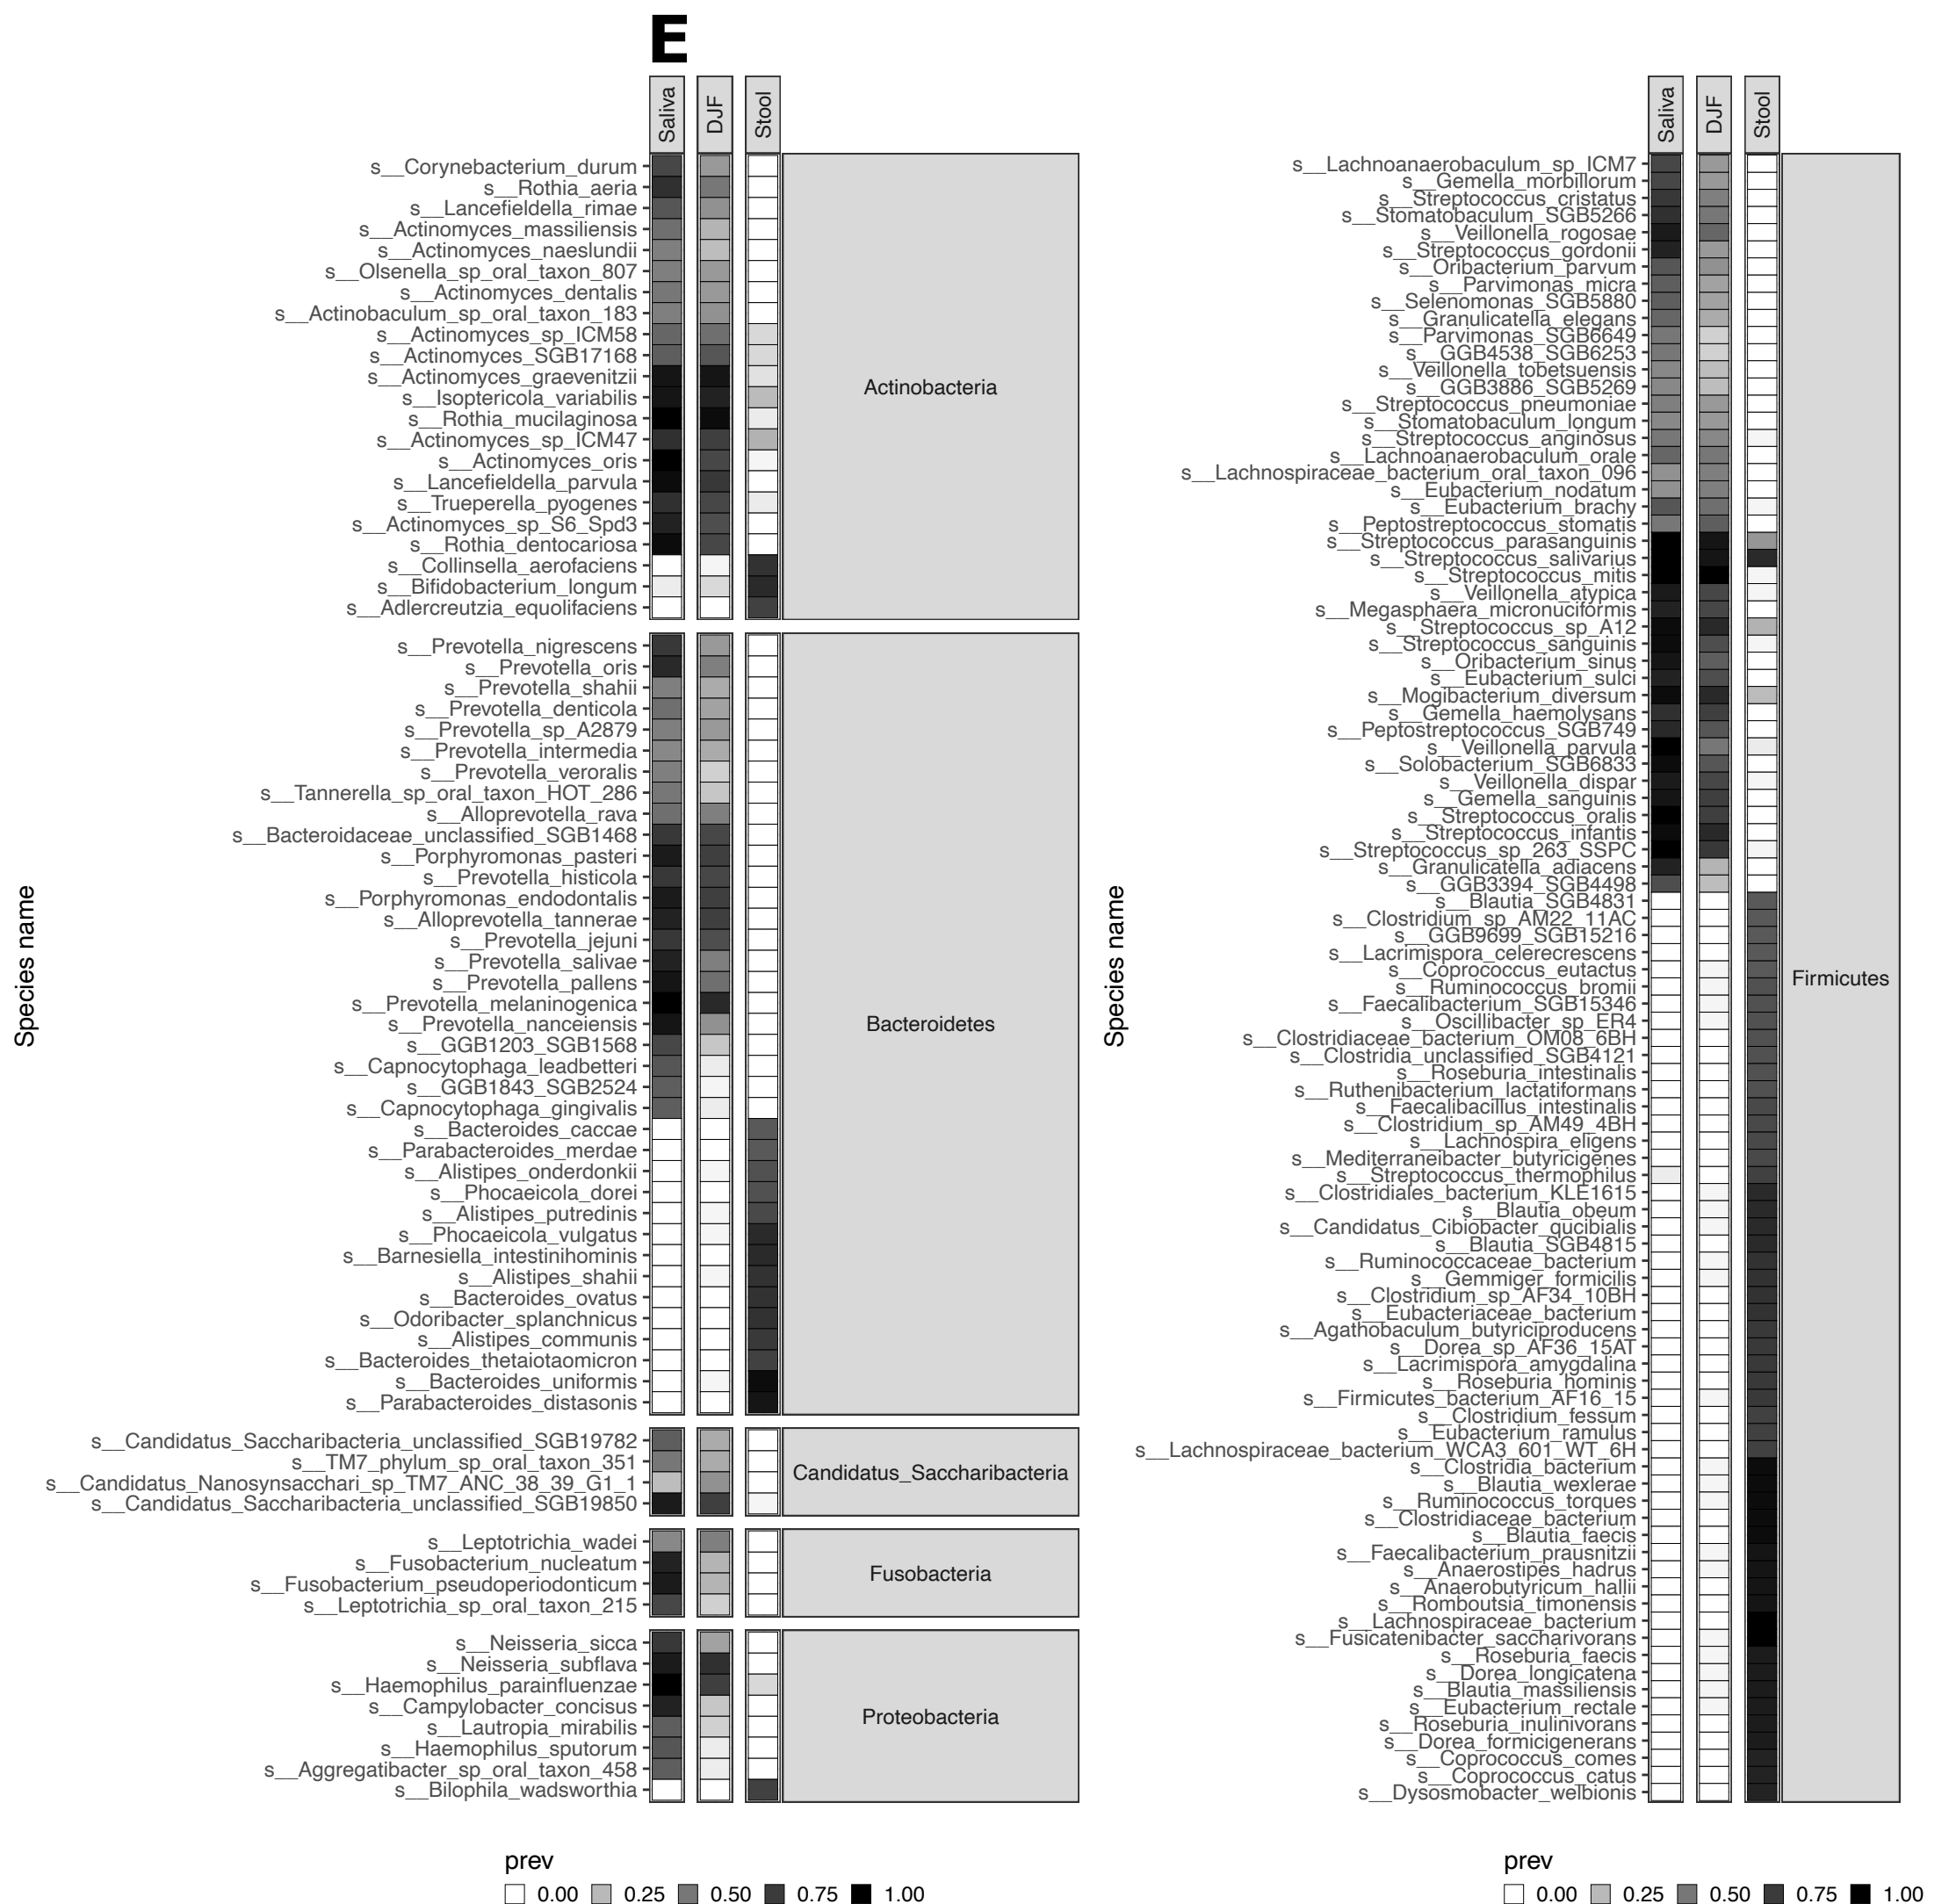 E
Saliva
DJF
Stool
s__Corynebacterium_durum
s__Rothia_aeria
s__Lancefieldella_rimae
s__Actinomyces_massiliensis
s__Actinomyces_naeslundii
s__Olsenella_sp_oral_taxon_807
s__Actinomyces_dentalis
s__Actinobaculum_sp_oral_taxon_183
s__Actinomyces_sp_ICM58
s__Actinomyces_SGB17168
s__Actinomyces_graevenitzii
s__Isoptericola_variabilis
s__Rothia_mucilaginosa
s__Actinomyces_sp_ICM47
s__Actinomyces_oris
s__Lancefieldella_parvula
s__Trueperella_pyogenes
s__Actinomyces_sp_S6_Spd3
s__Rothia_dentocariosa
s__Collinsella_aerofaciens
s__Bifidobacterium_longum
s__Adlercreutzia_equolifaciens
Actinobacteria
s__Prevotella_nigrescens
s__Prevotella_oris
s__Prevotella_shahii
s__Prevotella_denticola
s__Prevotella_sp_A2879
s__Prevotella_intermedia
s__Prevotella_veroralis
s__Tannerella_sp_oral_taxon_HOT_286
s__Alloprevotella_rava
s__Bacteroidaceae_unclassified_SGB1468
s__Porphyromonas_pasteri
s__Prevotella_histicola
s__Porphyromonas_endodontalis
s__Alloprevotella_tannerae
s__Prevotella_jejuni
s__Prevotella_salivae
s__Prevotella_pallens
s__Prevotella_melaninogenica
s__Prevotella_nanceiensis
s__GGB1203_SGB1568
s__Capnocytophaga_leadbetteri
s__GGB1843_SGB2524
s__Capnocytophaga_gingivalis
s__Bacteroides_caccae
s__Parabacteroides_merdae
s__Alistipes_onderdonkii
s__Phocaeicola_dorei
s__Alistipes_putredinis
s__Phocaeicola_vulgatus
s__Barnesiella_intestinihominis
s__Alistipes_shahii
s__Bacteroides_ovatus
s__Odoribacter_splanchnicus
s__Alistipes_communis
s__Bacteroides_thetaiotaomicron
s__Bacteroides_uniformis
s__Parabacteroides_distasonis
Bacteroidetes
s__Candidatus_Saccharibacteria_unclassified_SGB19782
s__TM7_phylum_sp_oral_taxon_351
s__Candidatus_Nanosynsacchari_sp_TM7_ANC_38_39_G1_1
s__Candidatus_Saccharibacteria_unclassified_SGB19850
Candidatus_Saccharibacteria
s__Leptotrichia_wadei
s__Fusobacterium_nucleatum
s__Fusobacterium_pseudoperiodonticum
s__Leptotrichia_sp_oral_taxon_215
Fusobacteria
s__Neisseria_sicca
s__Neisseria_subflava
s__Haemophilus_parainfluenzae
s__Campylobacter_concisus
s__Lautropia_mirabilis
s__Haemophilus_sputorum
s__Aggregatibacter_sp_oral_taxon_458
s__Bilophila_wadsworthia
Proteobacteria
Species name
prev
0.00 0.25 0.50 0.75 1.00
Saliva
DJF
Stool
s__Lachnoanaerobaculum_sp_ICM7
s__Gemella_morbillorum
s__Streptococcus_cristatus
s__Stomatobaculum_SGB5266
s__Veillonella_rogosae
s__Streptococcus_gordonii
s__Oribacterium_parvum
s__Parvimonas_micra
s__Selenomonas_SGB5880
s__Granulicatella_elegans
s__Parvimonas_SGB6649
s__GGB4538_SGB6253
s__Veillonella_tobetsuensis
s__GGB3886_SGB5269
s__Streptococcus_pneumoniae
s__Stomatobaculum_longum
s__Streptococcus_anginosus
s__Lachnoanaerobaculum_orale
s__Lachnospiraceae_bacterium_oral_taxon_096
s__Eubacterium_nodatum
s__Eubacterium_brachy
s__Peptostreptococcus_stomatis
s__Streptococcus_parasanguinis
s__Streptococcus_salivarius
s__Streptococcus_mitis
s__Veillonella_atypica
s__Megasphaera_micronuciformis
s__Streptococcus_sp_A12
s__Streptococcus_sanguinis
s__Oribacterium_sinus
s__Eubacterium_sulci
s__Mogibacterium_diversum
s__Gemella_haemolysans
s__Peptostreptococcus_SGB749
s__Veillonella_parvula
s__Solobacterium_SGB6833
s__Veillonella_dispar
s__Gemella_sanguinis
s__Streptococcus_oralis
s__Streptococcus_infantis
s__Streptococcus_sp_263_SSPC
s__Granulicatella_adiacens
s__GGB3394_SGB4498
s__Blautia_SGB4831
s__Clostridium_sp_AM22_11AC
s__GGB9699_SGB15216
s__Lacrimispora_celerecrescens
s__Coprococcus_eutactus
s__Ruminococcus_bromii
s__Faecalibacterium_SGB15346
s__Oscillibacter_sp_ER4
s__Clostridiaceae_bacterium_OM08_6BH
s__Clostridia_unclassified_SGB4121
s__Roseburia_intestinalis
s__Ruthenibacterium_lactatiformans
s__Faecalibacillus_intestinalis
s__Clostridium_sp_AM49_4BH
s__Lachnospira_eligens
s__Mediterraneibacter_butyricigenes
s__Streptococcus_thermophilus
s__Clostridiales_bacterium_KLE1615
s__Blautia_obeum
s__Candidatus_Cibiobacter_qucibialis
s__Blautia_SGB4815
s__Ruminococcaceae_bacterium
s__Gemmiger_formicilis
s__Clostridium_sp_AF34_10BH
s__Eubacteriaceae_bacterium
s__Agathobaculum_butyriciproducens
s__Dorea_sp_AF36_15AT
s__Lacrimispora_amygdalina
s__Roseburia_hominis
s__Firmicutes_bacterium_AF16_15
s__Clostridium_fessum
s__Eubacterium_ramulus
s__Lachnospiraceae_bacterium_WCA3_601_WT_6H
s__Clostridia_bacterium
s__Blautia_wexlerae
s__Ruminococcus_torques
s__Clostridiaceae_bacterium
s__Blautia_faecis
s__Faecalibacterium_prausnitzii
s__Anaerostipes_hadrus
s__Anaerobutyricum_hallii
s__Romboutsia_timonensis
s__Lachnospiraceae_bacterium
s__Fusicatenibacter_saccharivorans
s__Roseburia_faecis
s__Dorea_longicatena
s__Blautia_massiliensis
s__Eubacterium_rectale
s__Roseburia_inulinivorans
s__Dorea_formicigenerans
s__Coprococcus_comes
s__Coprococcus_catus
s__Dysosmobacter_welbionis
Firmicutes
Species name
prev
0.00 0.25 0.50 0.75 1.00